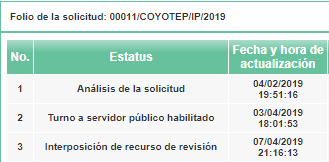 Folio de la solicitud: 00011/COYOTEP/IP/2019
No. Estatus Fecha y hora de actualización
1 Análisis de la solicitud 04/02/2019 19:51:16
2 Turno a servidor público habilitado 03/04/2019 18:01:53
3 Interposición de recurso de revisión 07/04/2019 21:16:13